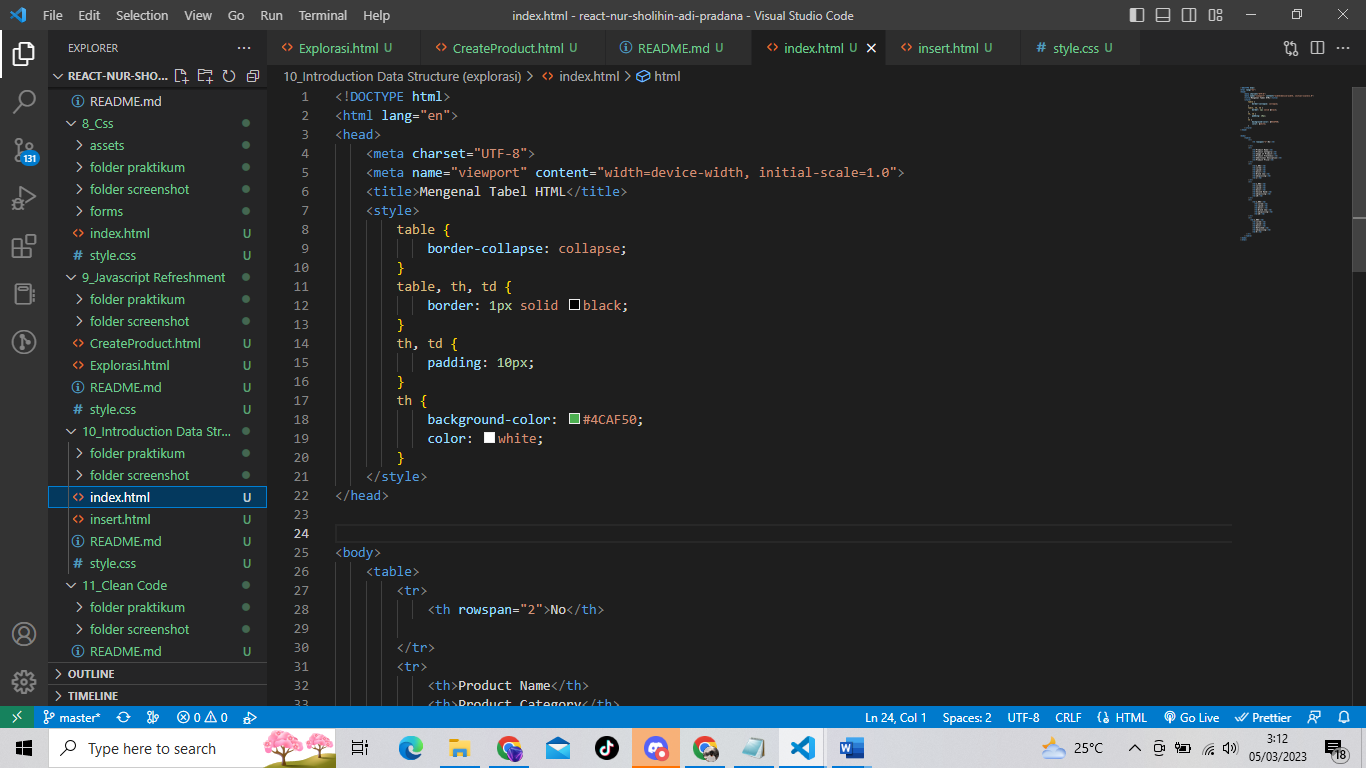 File Edit Selection View Go Run Terminal Help
index.html - react-nur-sholihin-adi-pradana - Visual Studio Code
EXPLORER
Explorasi.html U
CreateProduct.html U
README.md U
index.html U
insert.html U
style.css U
REACT-NUR-SHO...
10_Introduction Data Structure (explorasi) > index.html > html
README.md
8_Css
assets
folder praktikum
folder screenshot
forms
index.html U
style.css U
9_Javascript Refreshment
folder praktikum
folder screenshot
CreateProduct.html U
Explorasi.html U
README.md U
style.css U
10_Introduction Data Str...
folder praktikum
folder screenshot
index.html U
insert.html U
README.md U
style.css U
11_Clean Code
folder praktikum
folder screenshot
README.md U
OUTLINE
TIMELINE
131
1 <!DOCTYPE html>
2 <html lang="en">
3 <head>
4 <meta charset="UTF-8">
5 <meta name="viewport" content="width=device-width, initial-scale=1.0">
6 <title>Mengenal Tabel HTML</title>
7 <style>
8 table {
9 border-collapse: collapse;
10 }
11 table, th, td {
12 border: 1px solid black;
13 }
14 th, td {
15 padding: 10px;
16 }
17 th {
18 background-color: #4CAF50;
19 color: white;
20 }
21 </style>
22 </head>
23
24
25 <body>
26 <table>
27 <tr>
28 <th rowspan="2">No</th>
29
30 </tr>
31 <tr>
32 <th>Product Name</th>
33 <th>Product Category</th>
master* 0 0
Ln 24, Col 1 Spaces: 2 UTF-8 CRLF HTML Go Live Prettier
Type here to search
25°C
3:12
05/03/2023
18